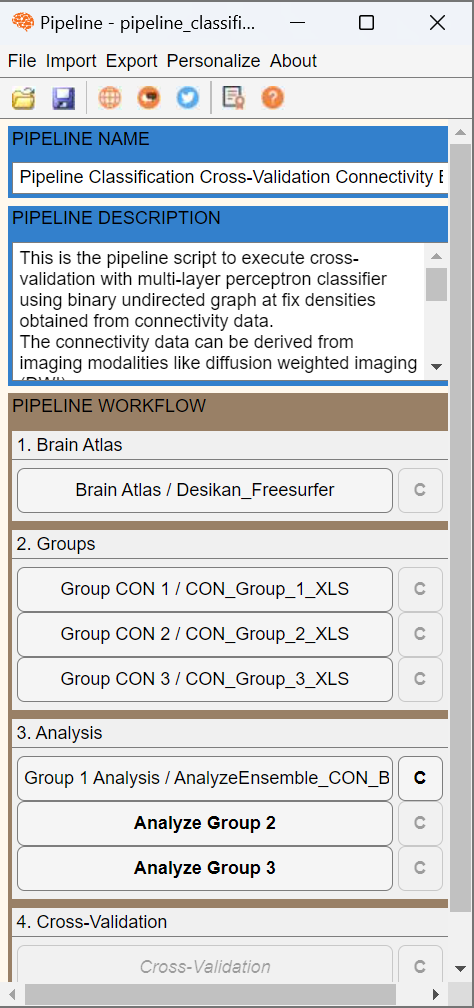 Pipeline - pipeline_classifi...
File Import Export Personalize About
PIPELINE NAME
Pipeline Classification Cross-Validation Connectivity
PIPELINE DESCRIPTION
This is the pipeline script to execute cross-
validation with multi-layer perceptron classifier
using binary undirected graph at fix densities
obtained from connectivity data.
The connectivity data can be derived from
imaging modalities like diffusion weighted imaging
(DWI)
PIPELINE WORKFLOW
1. Brain Atlas
Brain Atlas / Desikan_Freesurfer C
2. Groups
Group CON 1 / CON_Group_1_XLS C
Group CON 2 / CON_Group_2_XLS C
Group CON 3 / CON_Group_3_XLS C
3. Analysis
Group 1 Analysis / AnalyzeEnsemble_CON_B C
Analyze Group 2 C
Analyze Group 3 C
4. Cross-Validation
Cross-Validation C